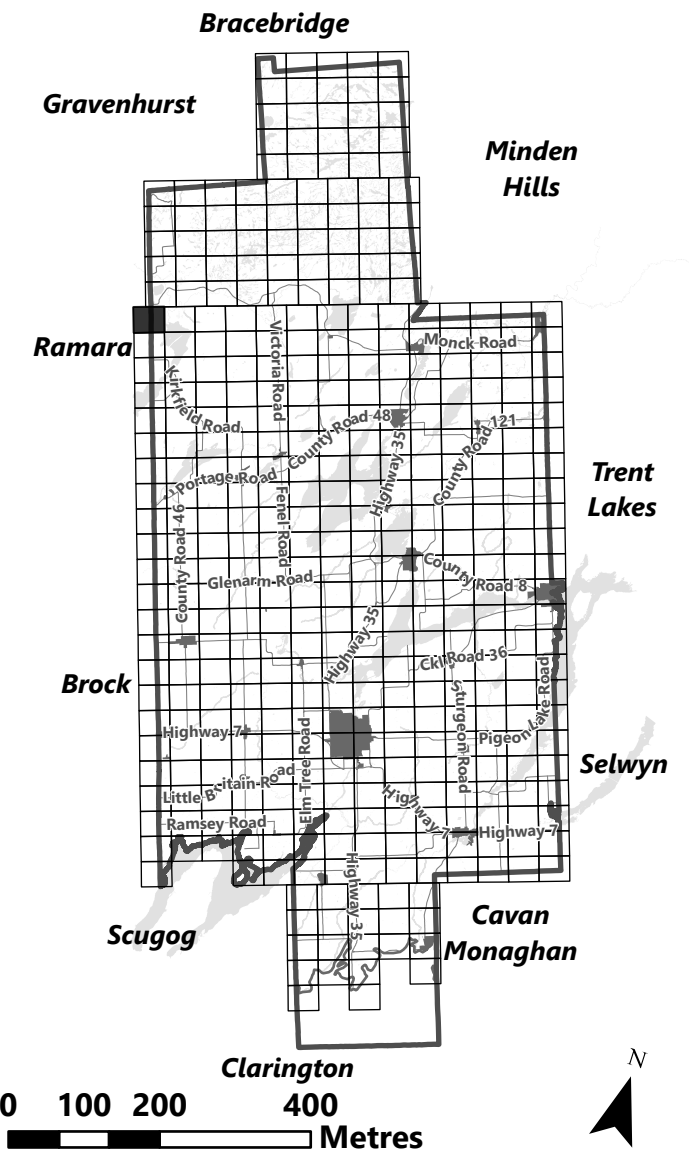 Bracebridge
Gravenhurst
Minden
Hills
Ramara
Monck Road
Victoria Road
Kirkfield Road
County Road 48
121
County Road
Highway 35
Portage Road
Trent
Lakes
Fenel Road
County Road 46
Glenarm Road
County Road 8
Highway 35
Ckl Road 36
Brock
Sturgeon Road
Pigeon Lake Road
Highway 7
Elm Tree Road
Selwyn
Little Britain Road
Highway 7
Ramsey Road
Highway 7
Highway 35
Scugog
Cavan
Monaghan
Clarington
N
0 100 200 400
Metres